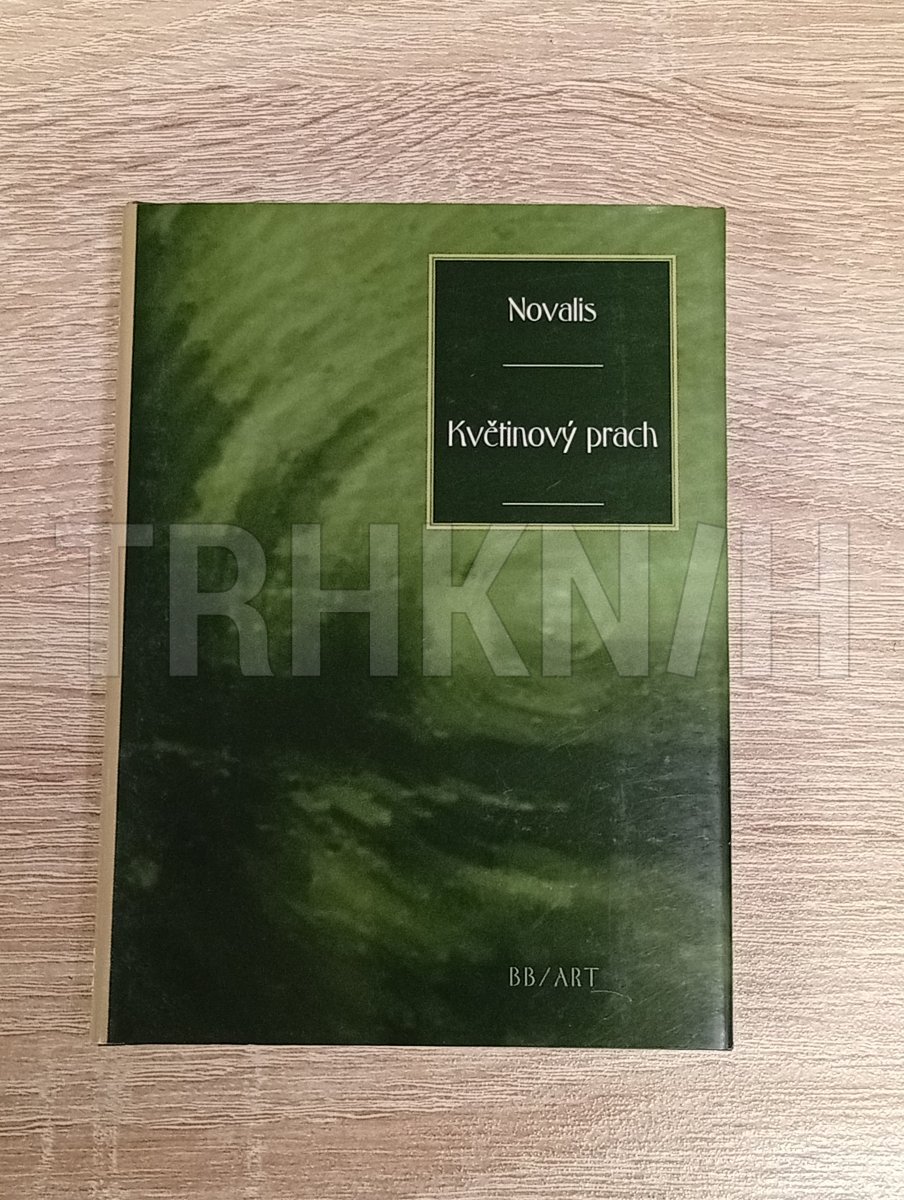 Novalis
Květinový prach
TRHKNIH
BB/ART